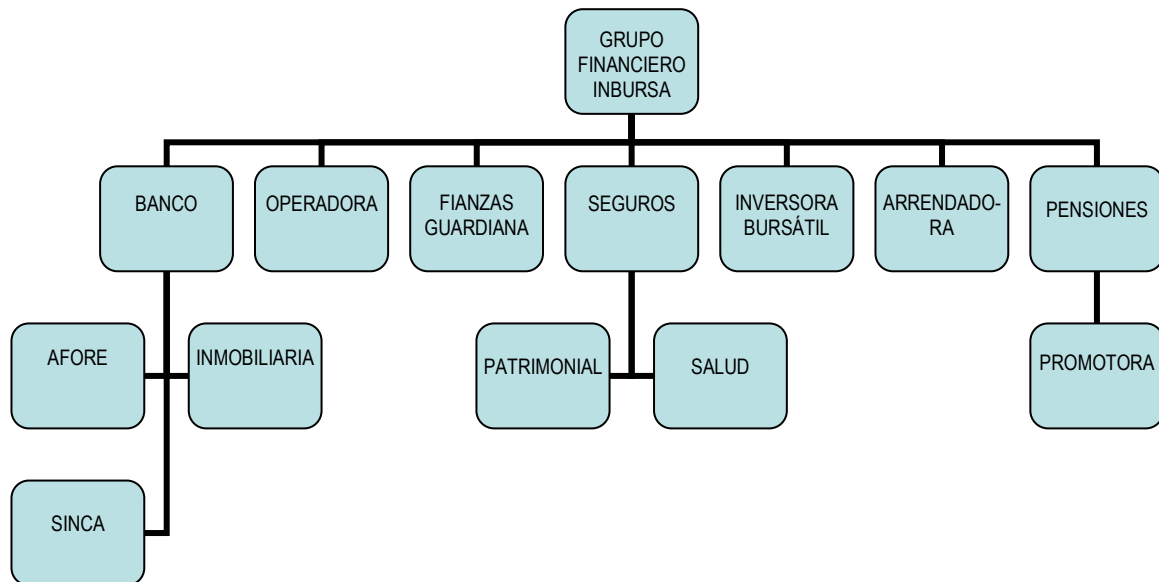 GRUPO
FINANCIERO
INBURSA
BANCO
OPERADORA
FIANZAS
GUARDIANA
SEGUROS
INVERSORA
BURSÁTIL
ARRENDADO-
RA
PENSIONES
AFORE
INMOBILIARIA
PATRIMONIAL
SALUD
PROMOTORA
SINCA